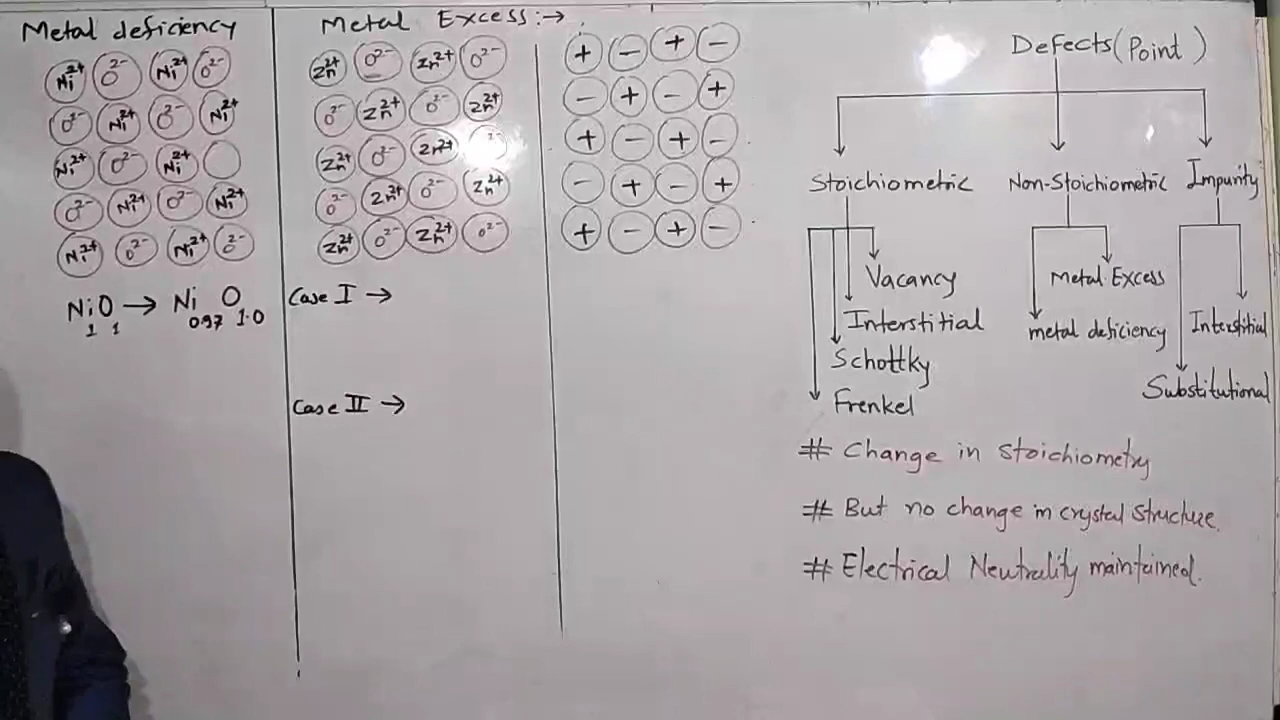 Metal deficiency
Ni2+ O2- Ni2+ O2-
O2- Ni2+ O2- Ni2+
Ni2+ O2- Ni2+
O2- Ni2+ O2- Ni2+
Ni2+ O2- Ni2+ O2-
NiO → Ni O
1 1 0.97 1.0
Metal Excess:→
Zn2+ O2- Zn2+ O2-
O2- Zn2+ O2- Zn2+
Zn2+ O2- Zn2+ 2-
O2- Zn2+ O2- Zn2+
Zn2+ O2- Zn2+ O2-
Case I →
Case II →
+ - + -
- + - +
+ - + -
- + - +
+ - + -
Defects (Point)
Stoichiometric Non-Stoichiometric Impurity
Vacancy
Interstitial
Schottky
Frenkel
Metal Excess
metal deficiency
Interstitial
Substitutional
# Change in stoichiometry
# But no change in crystal structure.
# Electrical Neutrality maintained.